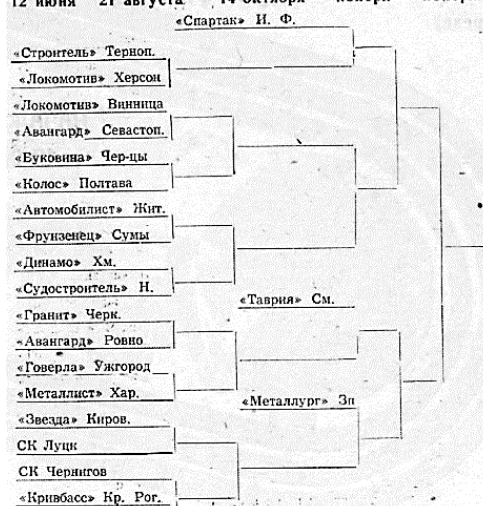 12 июня 21 августа 14 октября ноября
«Спартак» И. Ф.
«Строитель» Терноп.
«Локомотив» Херсон
«Локомотив» Винница
«Авангард» Севастоп.
«Буковина» Чер-цы
«Колос» Полтава
«Автомобилист» Жит.
«Фрунзенец» Сумы
«Динамо» Хм.
«Судостроитель» Н.
«Таврия» См.
«Гранит» Черк.
«Авангард» Ровно
«Говерла» Ужгород
«Металлист» Хар.
«Металлург» Зп
«Звезда» Киров.
СК Луцк
СК Чернигов
«Кривбасс» Кр. Рог.